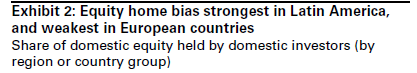 Exhibit 2: Equity home bias strongest in Latin America,
and weakest in European countries
Share of domestic equity held by domestic investors (by
region or country group)